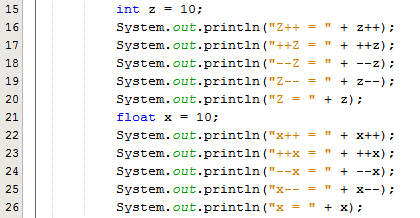 15 int z = 10;
16 System.out.println("Z++ = " + z++);
17 System.out.println("++Z = " + ++z);
18 System.out.println("--Z = " + --z);
19 System.out.println("Z-- = " + z--);
20 System.out.println("Z = " + z);
21 float x = 10;
22 System.out.println("x++ = " + x++);
23 System.out.println("++x = " + ++x);
24 System.out.println("--x = " + --x);
25 System.out.println("x-- = " + x--);
26 System.out.println("x = " + x);